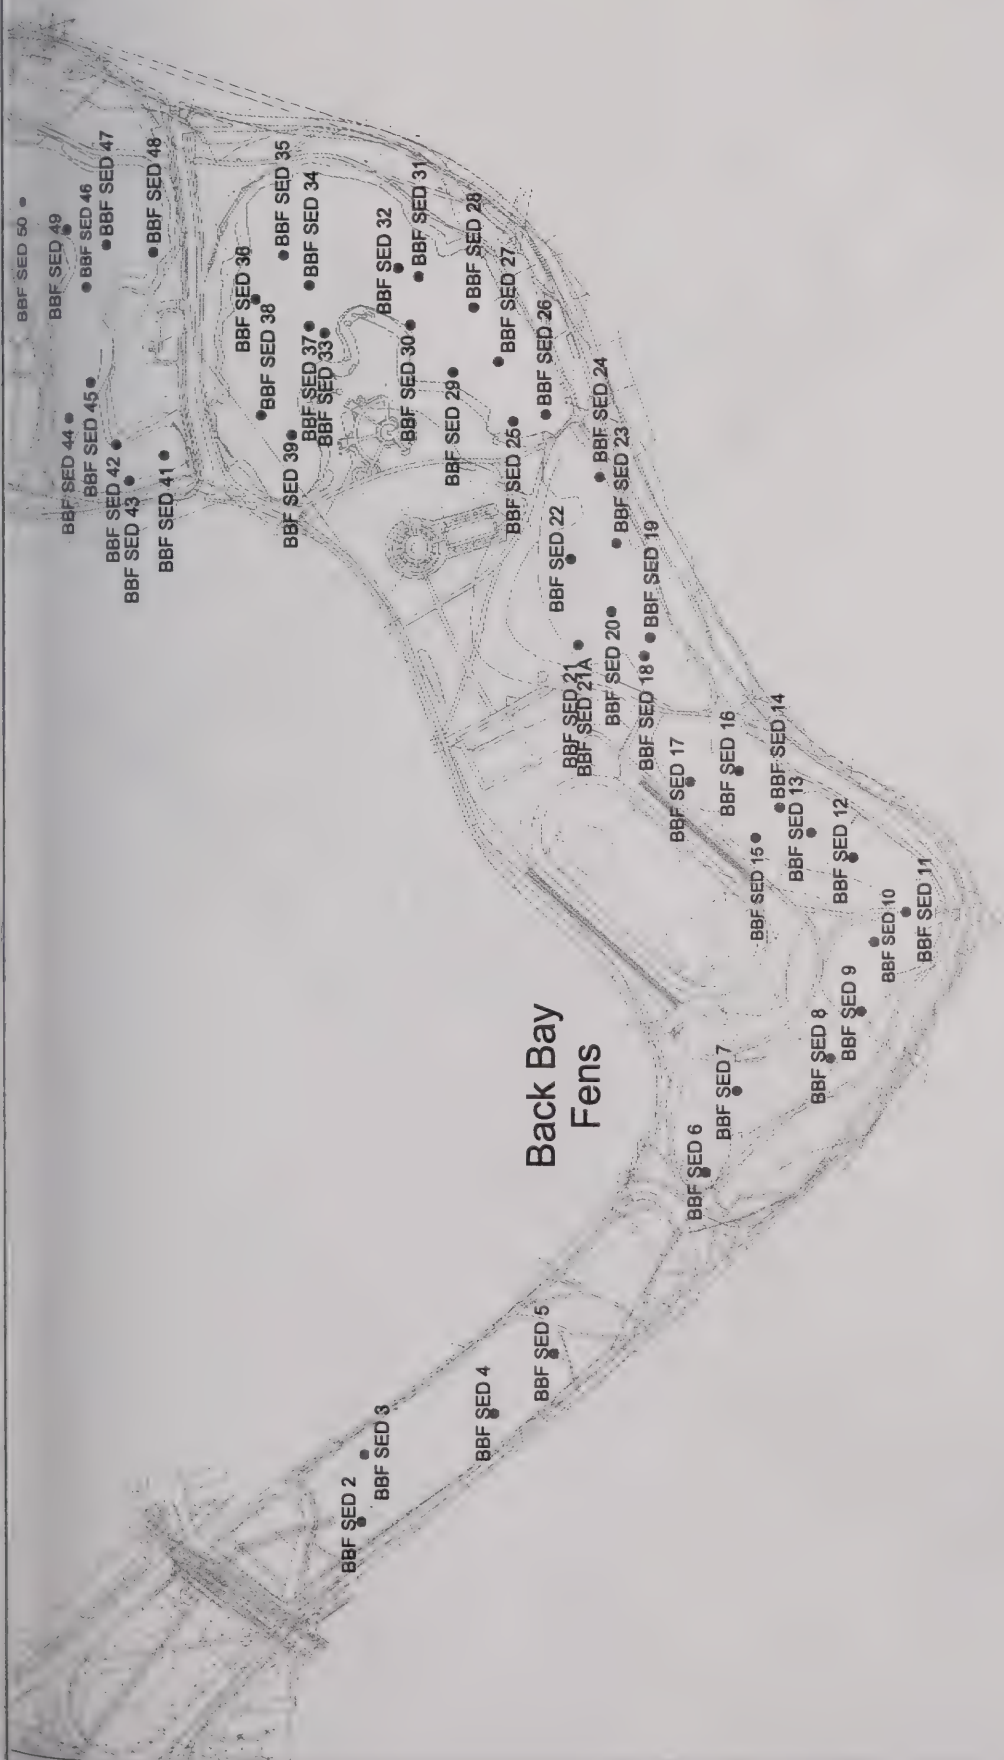 Back Bay
Fens
BBF SED 2
BBF SED 3
BBF SED 4
BBF SED 5
BBF SED 6
BBF SED 7
BBF SED 8
BBF SED 9
BBF SED 10
BBF SED 11
BBF SED 12
BBF SED 13
BBF SED 14
BBF SED 15
BBF SED 16
BBF SED 17
BBF SED 18
BBF SED 19
BBF SED 20
BBF SED 21
BBF SED 21A
BBF SED 22
BBF SED 23
BBF SED 24
BBF SED 25
BBF SED 26
BBF SED 27
BBF SED 28
BBF SED 29
BBF SED 30
BBF SED 31
BBF SED 32
BBF SED 33
BBF SED 34
BBF SED 35
BBF SED 36
BBF SED 37
BBF SED 38
BBF SED 39
BBF SED 41
BBF SED 42
BBF SED 43
BBF SED 44
BBF SED 45
BBF SED 46
BBF SED 47
BBF SED 48
BBF SED 49
BBF SED 50